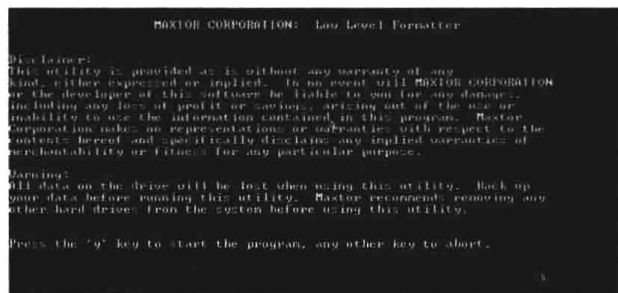 MAXTOR CORPORATION: Low Level Formatter
Disclaimer:
This utility is provided as is without any warranty of any
kind, either expressed or implied. In no event will MAXTOR CORPORATION
or the developer of this software be liable to you for any damages,
including any loss of profit or savings, arising out of the use or
inability to use the information contained in this program. Maxtor
Corporation makes no representations or warranties with respect to the
contents hereof and specifically disclaims any implied warranties of
merchantability or fitness for any particular purpose.
Warning:
All data on the drive will be lost when using this utility. Back up
your data before running this utility. Maxtor recommends removing any
other hard drives from the system before using this utility.
Press the 'y' key to start the program, any other key to abort.